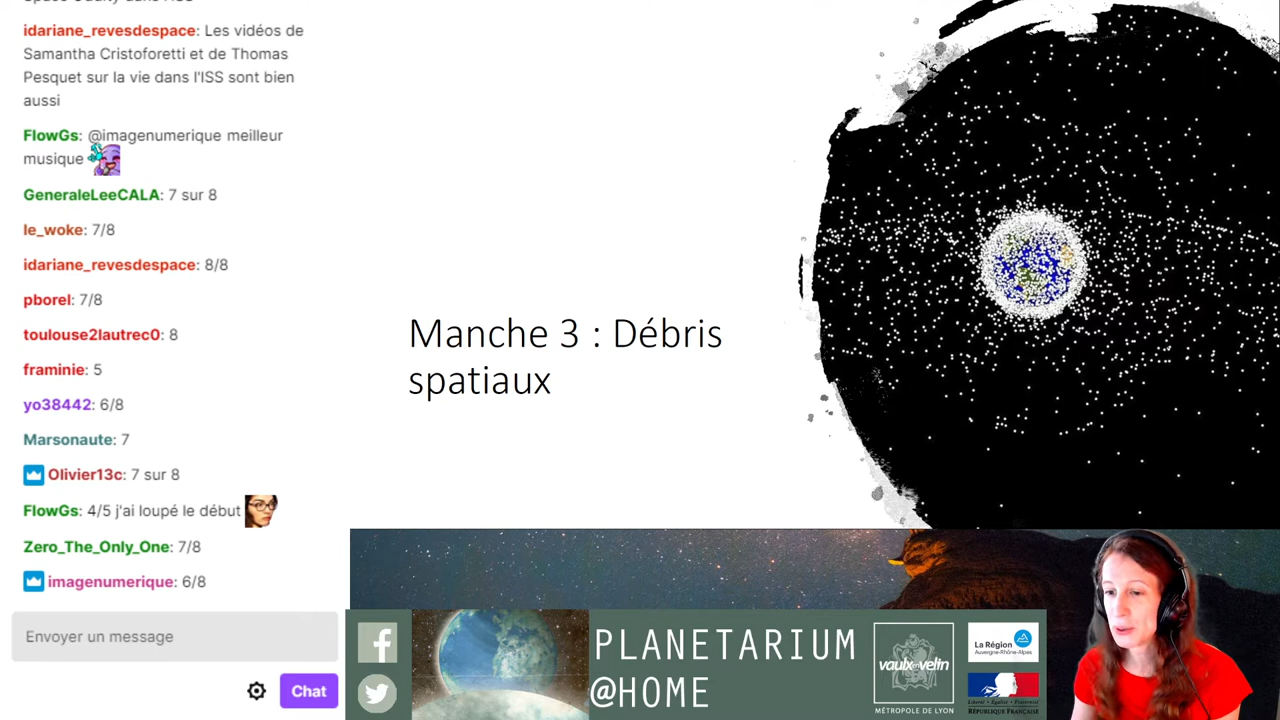 idariane_revesdespace: Les vidéos de
Samantha Cristoforetti et de Thomas
Pesquet sur la vie dans l'ISS sont bien
aussi
FlowGs: @imagenumerique meilleur
musique
GeneraleLeeCALA: 7 sur 8
le_woke: 7/8
idariane_revesdespace: 8/8
pborel: 7/8
toulouse2lautrec0: 8
framinie: 5
yo38442: 6/8
Marsonaute: 7
Olivier13c: 7 sur 8
FlowGs: 4/5 j'ai loupé le début
Zero_The_Only_One: 7/8
imagenumerique: 6/8
Envoyer un message
Chat
Manche 3 : Débris
spatiaux
PLANETARIUM
@HOME
vaulx en velin
MÉTROPOLE DE LYON
La Région
Auvergne-Rhône-Alpes
Liberté • Égalité • Fraternité
RÉPUBLIQUE FRANÇAISE